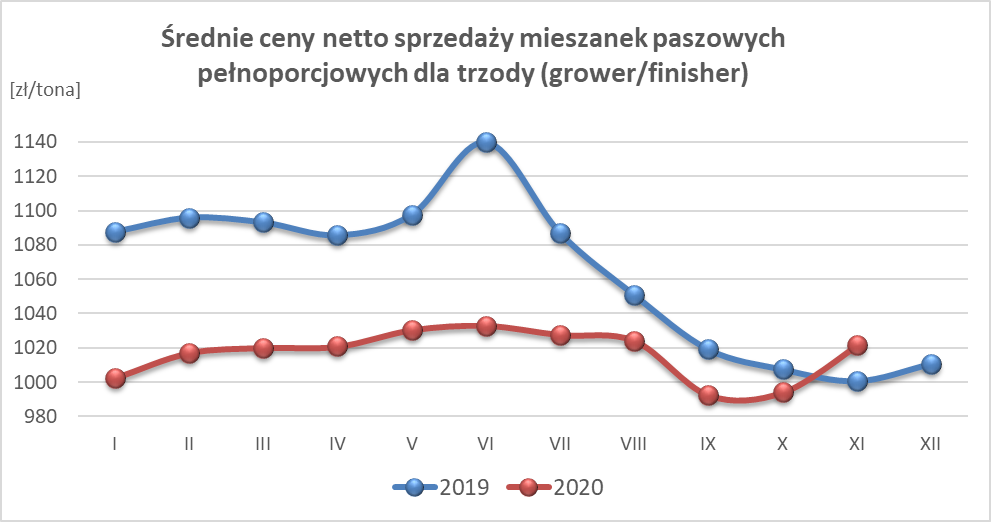 Średnie ceny netto sprzedaży mieszanek paszowych
pełnoporcjowych dla trzody (grower/finisher)
[zł/tona]
1140
1120
1100
1080
1060
1040
1020
1000
980
I II III IV V VI VII VIII IX X XI XII
2019 2020